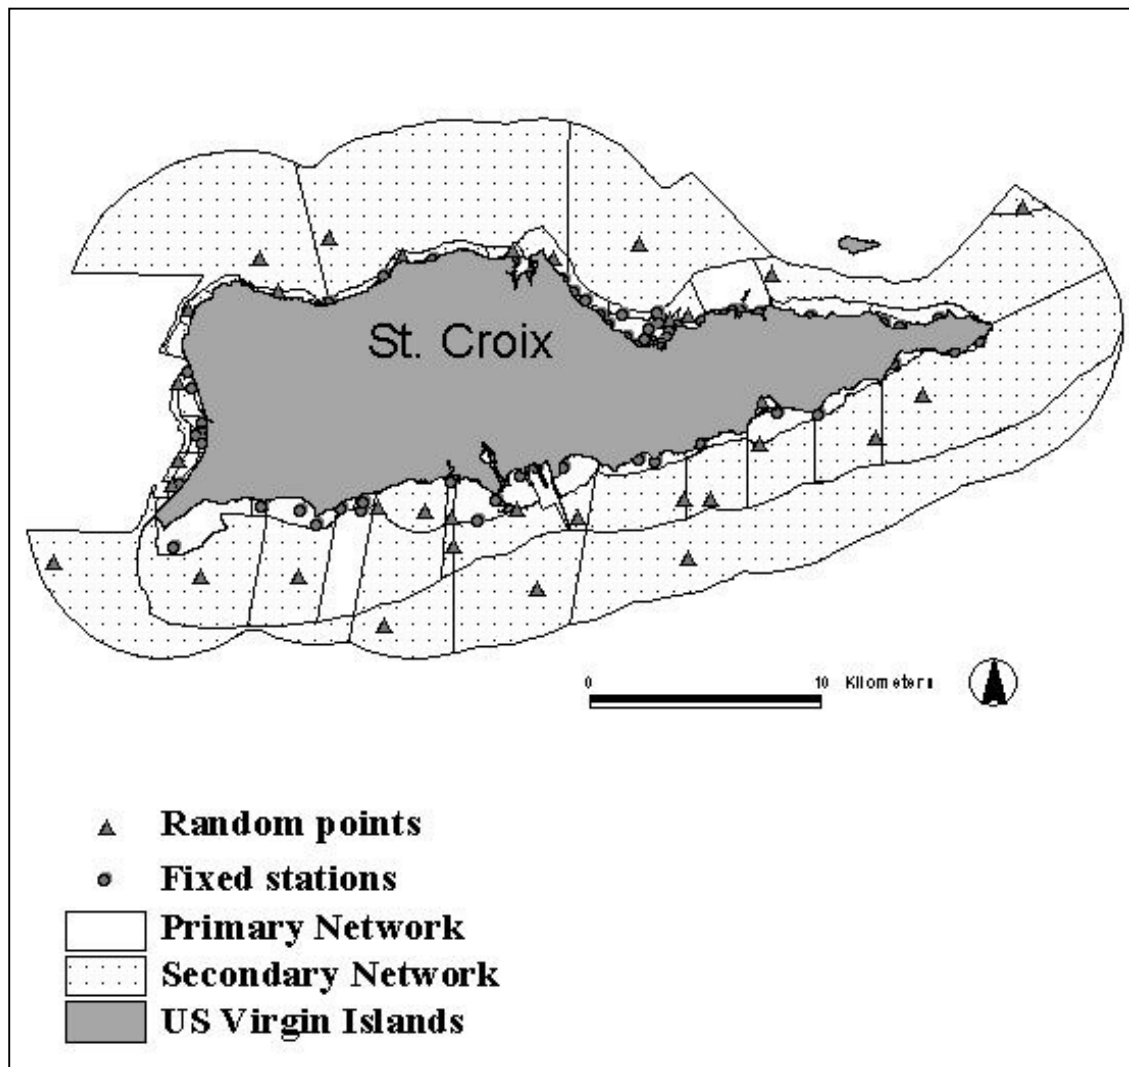 St. Croix
0 10 Kilometers
Random points
Fixed stations
Primary Network
Secondary Network
US Virgin Islands